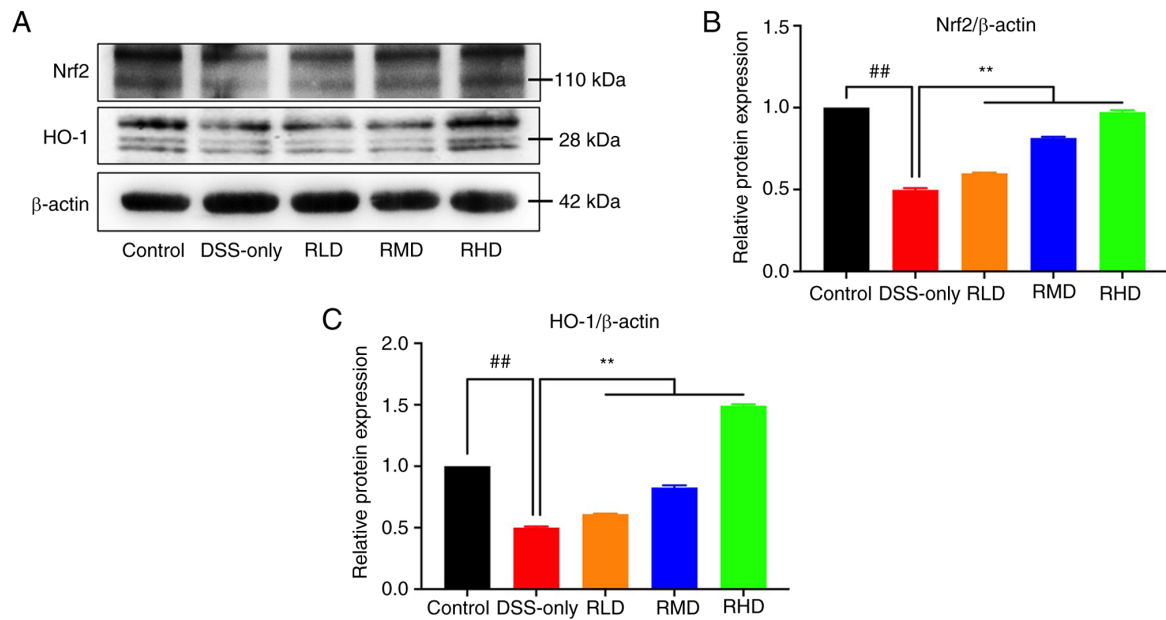 A
Nrf2
110 kDa
HO-1
28 kDa
β-actin
42 kDa
Control DSS-only RLD RMD RHD
B
Nrf2/β-actin
Relative protein expression
1.5
1.0
0.5
0.0
## **
Control DSS-only RLD RMD RHD
C
HO-1/β-actin
Relative protein expression
2.0
1.5
1.0
0.5
0.0
## **
Control DSS-only RLD RMD RHD